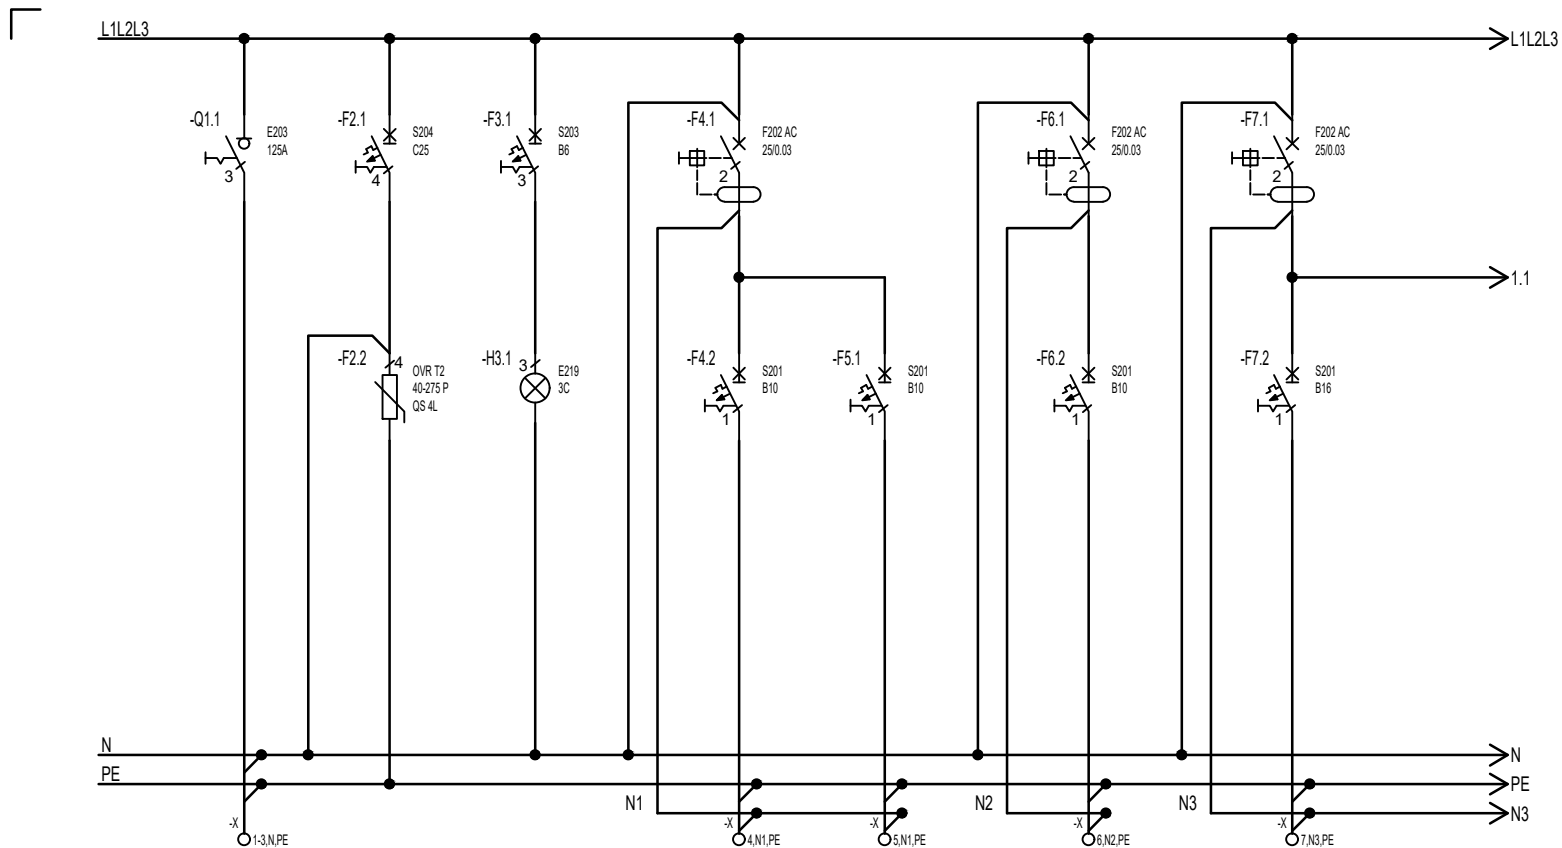 L1L2L3
L1L2L3
-Q1.1
E203
125A
3
-F2.1
S204
C25
4
-F3.1
S203
B6
3
-F4.1
F202 AC
25/0.03
2
-F6.1
F202 AC
25/0.03
2
-F7.1
F202 AC
25/0.03
2
1.1
-F2.2
4
OVR T2
40-275 P
QS 4L
-H3.1
3
E219
3C
-F4.2
S201
B10
1
-F5.1
S201
B10
1
-F6.2
S201
B10
1
-F7.2
S201
B16
1
N
N
PE
PE
N1
N2
N3
N3
-X
1-3,N,PE
-X
4,N1,PE
-X
5,N1,PE
-X
6,N2,PE
-X
7,N3,PE